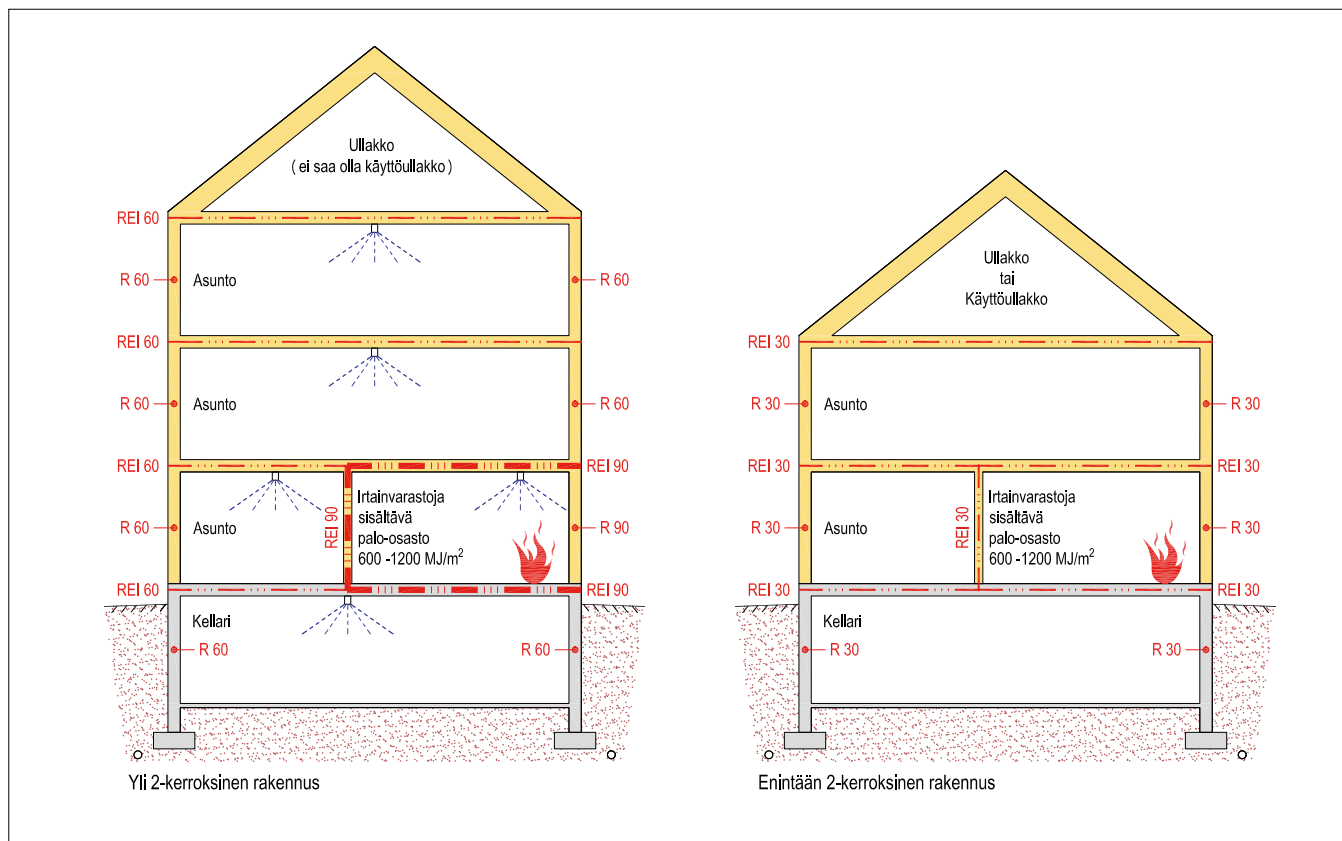 Ullakko
( ei saa olla käyttöullakko )
REI 60
R 60
Asunto
R 60
REI 60
R 60
Asunto
R 60
REI 60
REI 90
R 60
Asunto
REI 90
Irtainvarastoja
sisältävä
palo-osasto
600 -1200 MJ/m²
R 90
REI 60
REI 90
Kellari
R 60
R 60
Yli 2-kerroksinen rakennus
Ullakko
tai
Käyttöullakko
REI 30
R 30
Asunto
R 30
REI 30
REI 30
R 30
Asunto
REI 30
Irtainvarastoja
sisältävä
palo-osasto
600 -1200 MJ/m²
R 30
REI 30
REI 30
Kellari
R 30
R 30
Enintään 2-kerroksinen rakennus